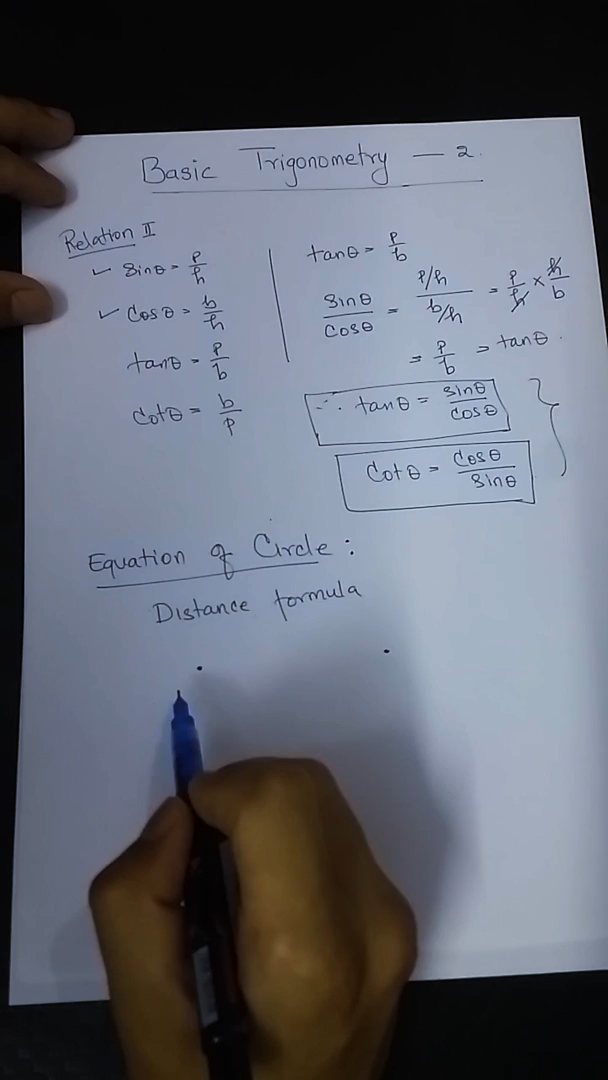 Basic Trigonometry — 2.
Relation II
✓ sinθ = p/h
✓ cosθ = b/h
tanθ = p/b
cotθ = b/p
tanθ = p/b
sinθ/cosθ = (p/h)/(b/h) = p/h × h/b
= p/b = tanθ.
∴ tanθ = sinθ/cosθ
cotθ = cosθ/sinθ
Equation of Circle :
Distance formula